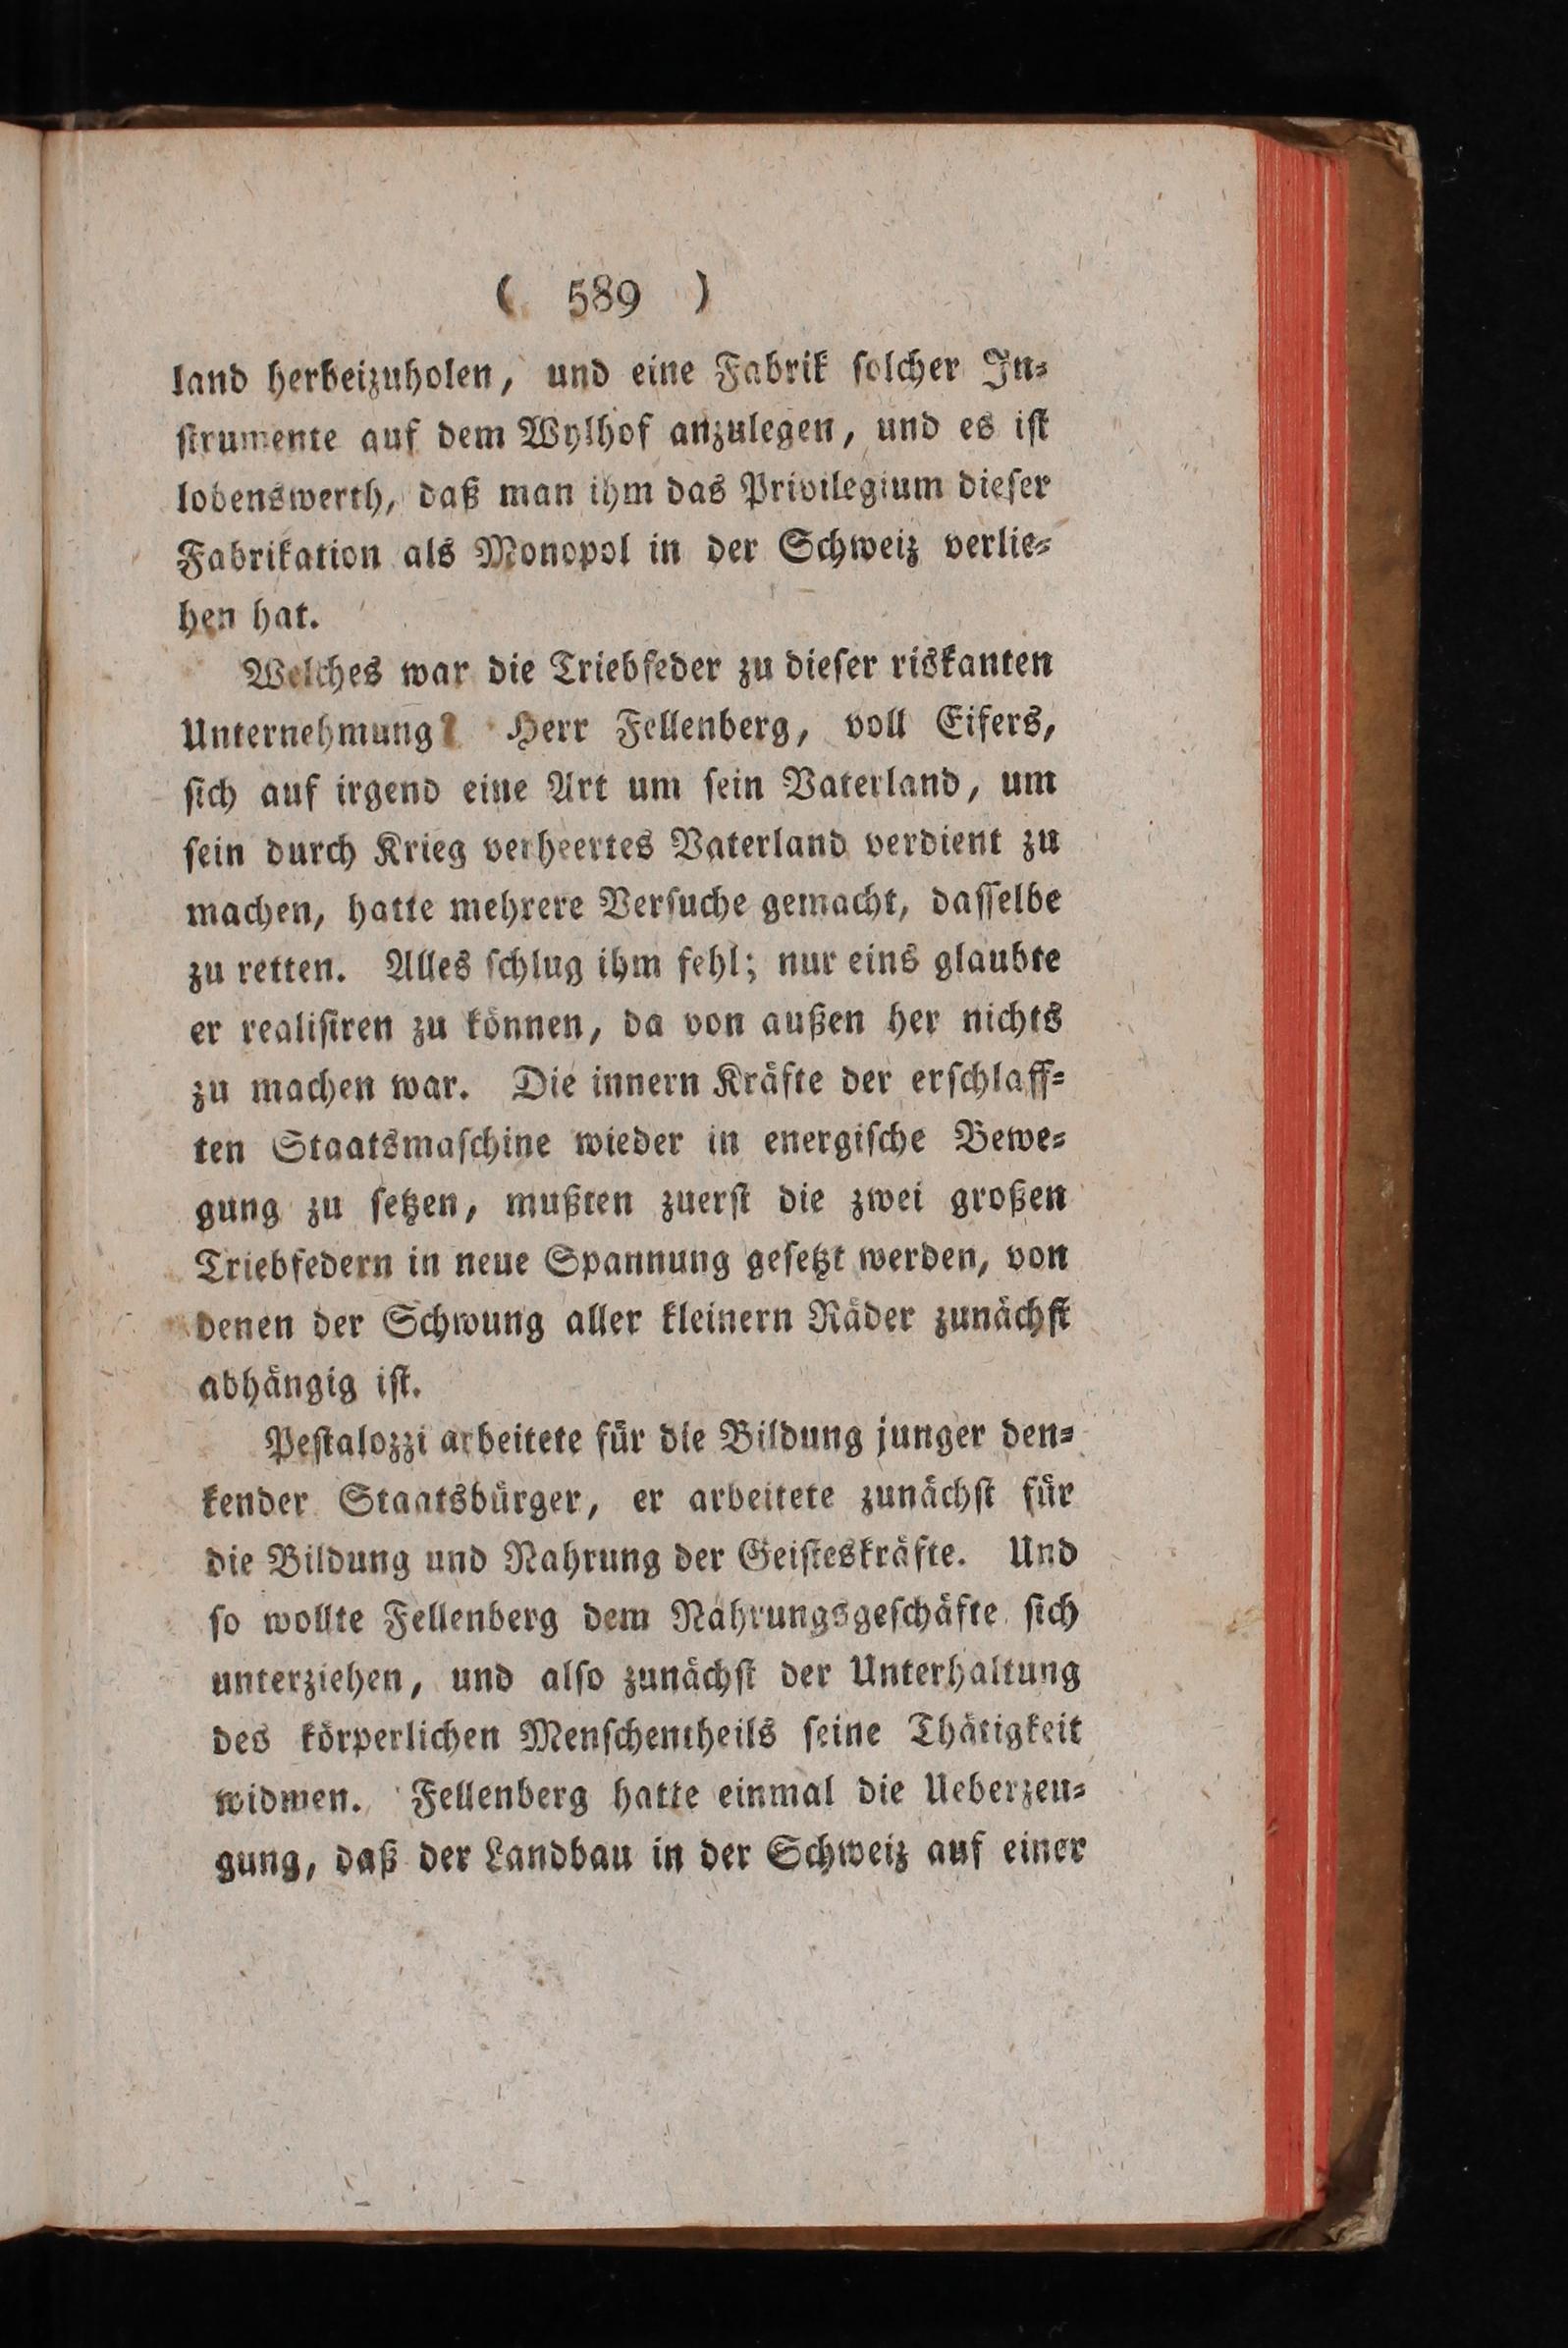 ( 589 )
land herbeizuholen, und eine Fabrik ſolcher In⸗
ſtrumente auf dem Wylhof anzulegen, und es iſt
lobenswerth, daß man ihm das Privilegium dieſer
Fabrikation als Monopol in der Schweiz verlie⸗
hen hat.
Welches war die Triebfeder zu dieſer riskanten
Unternehmung? Herr Fellenberg, voll Eifers,
ſich auf irgend eine Art um ſein Vaterland, um
ſein durch Krieg verheertes Vaterland verdient zu
machen, hatte mehrere Verſuche gemacht, daſſelbe
zu retten. Alles ſchlug ihm fehl; nur eins glaubte
er realiſiren zu können, da von außen her nichts
zu machen war. Die innern Kräfte der erſchlaff⸗
ten Staatsmaſchine wieder in energiſche Bewe⸗
gung zu ſetzen, mußten zuerſt die zwei großen
Triebfedern in neue Spannung geſetzt werden, von
denen der Schwung aller kleinern Räder zunächſt
abhängig iſt.
Peſtalozzi arbeitete für die Bildung junger den⸗
kender Staatsbürger, er arbeitete zunächſt für
die Bildung und Nahrung der Geiſteskräfte. Und
ſo wollte Fellenberg dem Nahrungsgeſchäfte ſich
unterziehen, und alſo zunächſt der Unterhaltung
des körperlichen Menſchentheils ſeine Thätigkeit
widmen. Fellenberg hatte einmal die Ueberzeu⸗
gung, daß der Landbau in der Schweiz auf einer